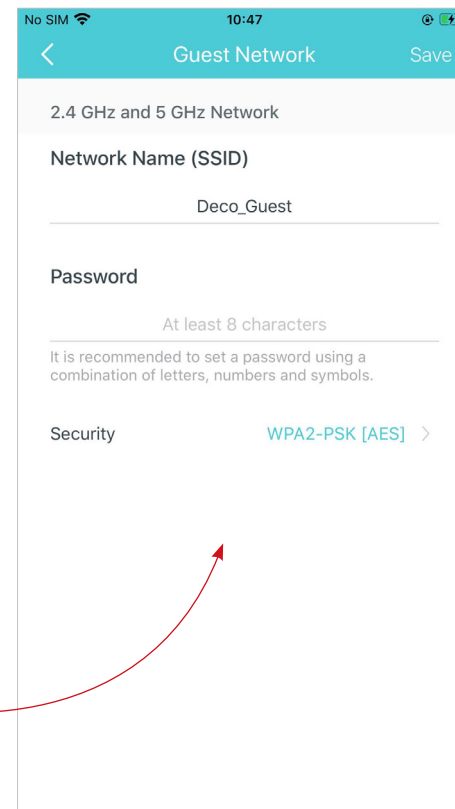 No SIM 10:47
Guest Network Save
2.4 GHz and 5 GHz Network
Network Name (SSID)
Deco_Guest
Password
At least 8 characters
It is recommended to set a password using a
combination of letters, numbers and symbols.
Security WPA2-PSK [AES]